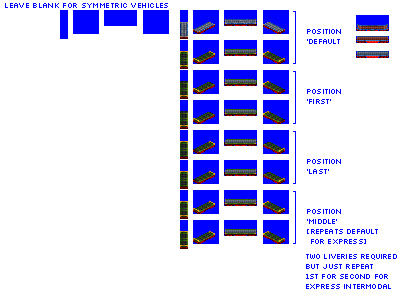 LEAVE BLANK FOR SYMMETRIC VEHICLES
POSITION
'DEFAULT
POSITION
'FIRST'
POSITION
'LAST'
POSITION
'MIDDLE'
[REPEATS DEFAULT
FOR EXPRESS]
TWO LIVERIES REQUIRED
BUT JUST REPEAT
1ST FOR SECOND FOR
EXPRESS INTERMODAL